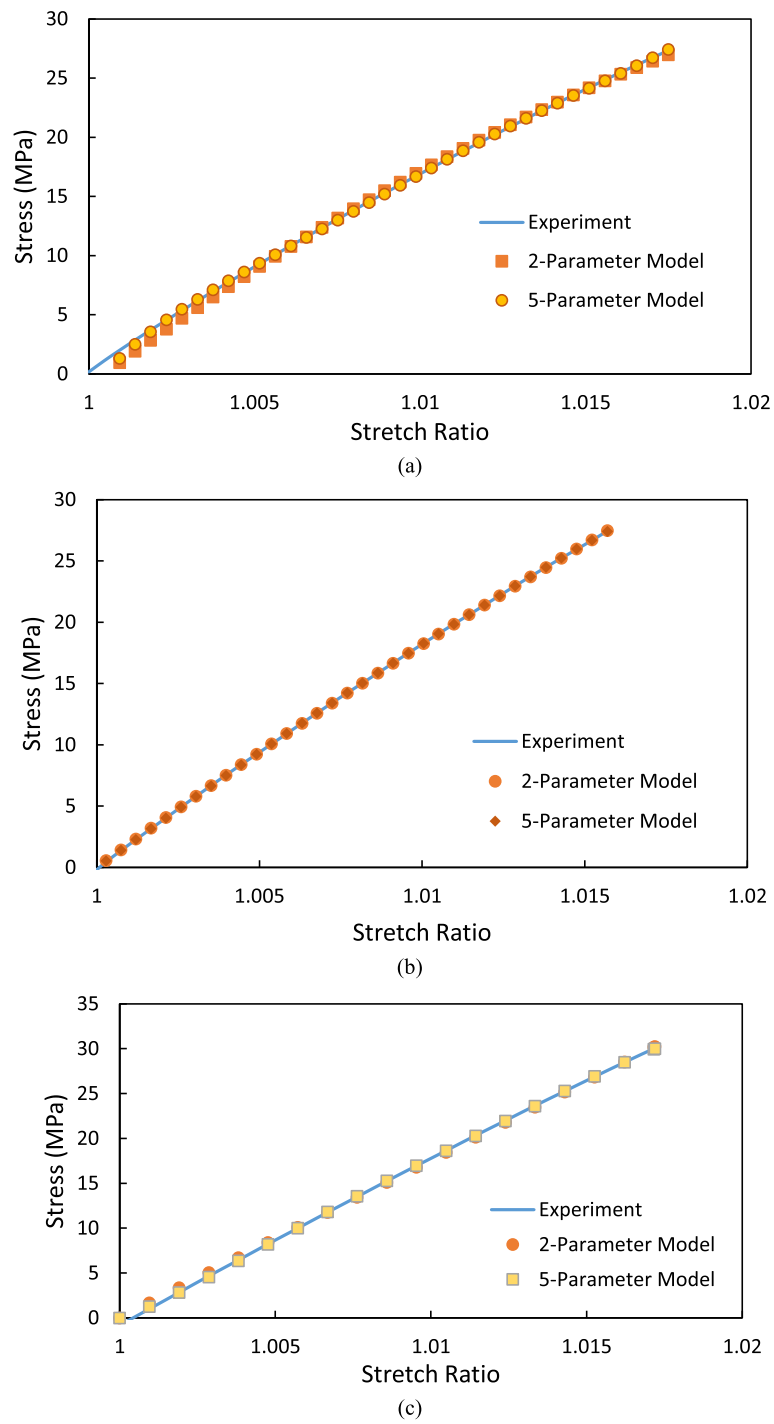 30
25
20
15
10
5
0
Stress (MPa)
Experiment
2-Parameter Model
5-Parameter Model
1 1.005 1.01 1.015 1.02
Stretch Ratio
(a)
30
25
20
15
10
5
0
Stress (MPa)
Experiment
2-Parameter Model
5-Parameter Model
1 1.005 1.01 1.015 1.02
Stretch Ratio
(b)
35
30
25
20
15
10
5
0
Stress (MPa)
Experiment
2-Parameter Model
5-Parameter Model
1 1.005 1.01 1.015 1.02
Stretch Ratio
(c)